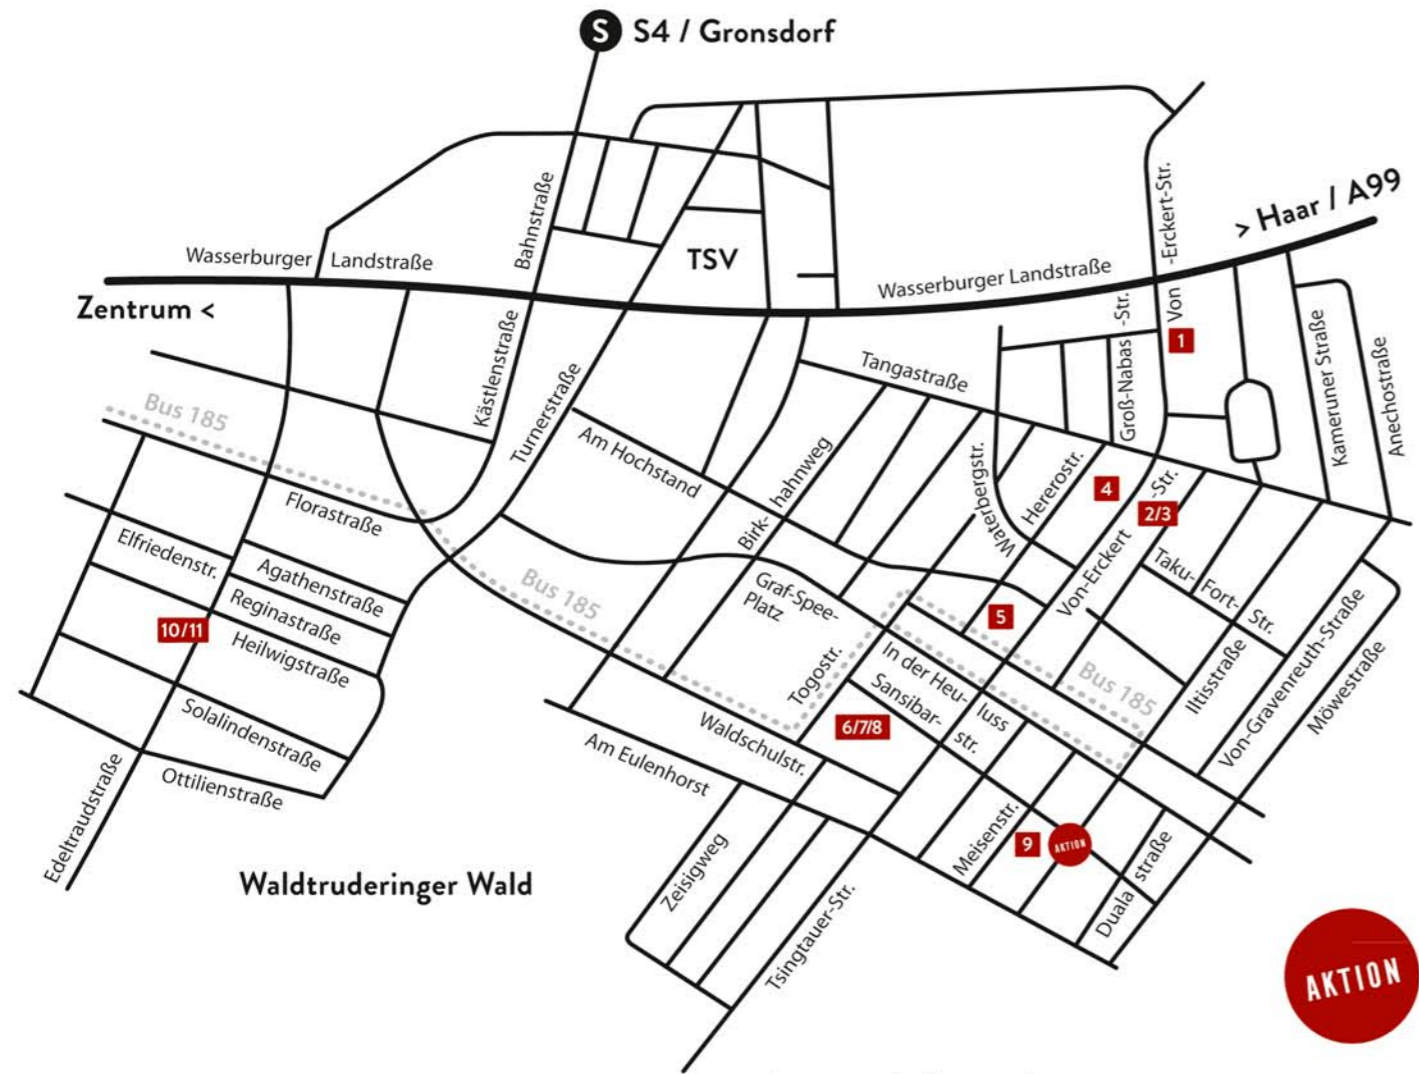 S S4 / Gronsdorf
> Haar / A99
Wasserburger Landstraße
Bahnstraße
TSV
Wasserburger Landstraße
Von -Erckert-Str.
Zentrum <
Kästlenstraße
Turnerstraße
Tangastraße
Groß-Nabas -Str.
1
Kameruner Straße
Anechostraße
Bus 185
Florastraße
Am Hochstand
Birk- hahnweg
Waterbergstr.
Hererostr.
4
2/3
Von-Erckert -Str.
Elfriedenstr.
Agathenstraße
Reginastraße
Heilwigstraße
10/11
Bus 185
Graf-Spee-
Platz
5
Taku- Fort- Str.
Iltisstraße
Von-Gravenreuth-Straße
Möwestraße
Bus 185
Togostr.
In der Heu- luss
Sansibar-
str.
6/7/8
Solalindenstraße
Ottilienstraße
Edeltraudstraße
Waldschulstr.
Am Eulenhorst
Meisenstr.
9
AKTION
Duala straße
Zeisigweg
Tsingtauer-Str.
Waldtruderinger Wald
AKTION